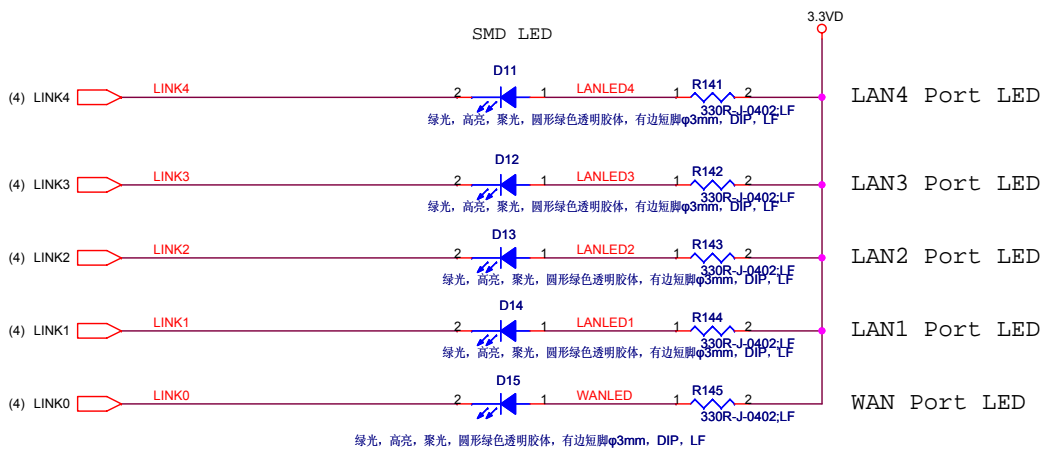 3.3VD
SMD LED
D11
(4) LINK4 LINK4 2 1 LANLED4 1 R141 2 LAN4 Port LED
330R-J-0402;LF
绿光，高亮，聚光，圆形绿色透明胶体，有边短脚φ3mm，DIP，LF
D12
(4) LINK3 LINK3 2 1 LANLED3 1 R142 2 LAN3 Port LED
330R-J-0402;LF
绿光，高亮，聚光，圆形绿色透明胶体，有边短脚φ3mm，DIP，LF
D13
(4) LINK2 LINK2 2 1 LANLED2 1 R143 2 LAN2 Port LED
330R-J-0402;LF
绿光，高亮，聚光，圆形绿色透明胶体，有边短脚φ3mm，DIP，LF
D14
(4) LINK1 LINK1 2 1 LANLED1 1 R144 2 LAN1 Port LED
330R-J-0402;LF
绿光，高亮，聚光，圆形绿色透明胶体，有边短脚φ3mm，DIP，LF
D15
(4) LINK0 LINK0 2 1 WANLED 1 R145 2 WAN Port LED
330R-J-0402;LF
绿光，高亮，聚光，圆形绿色透明胶体，有边短脚φ3mm，DIP，LF